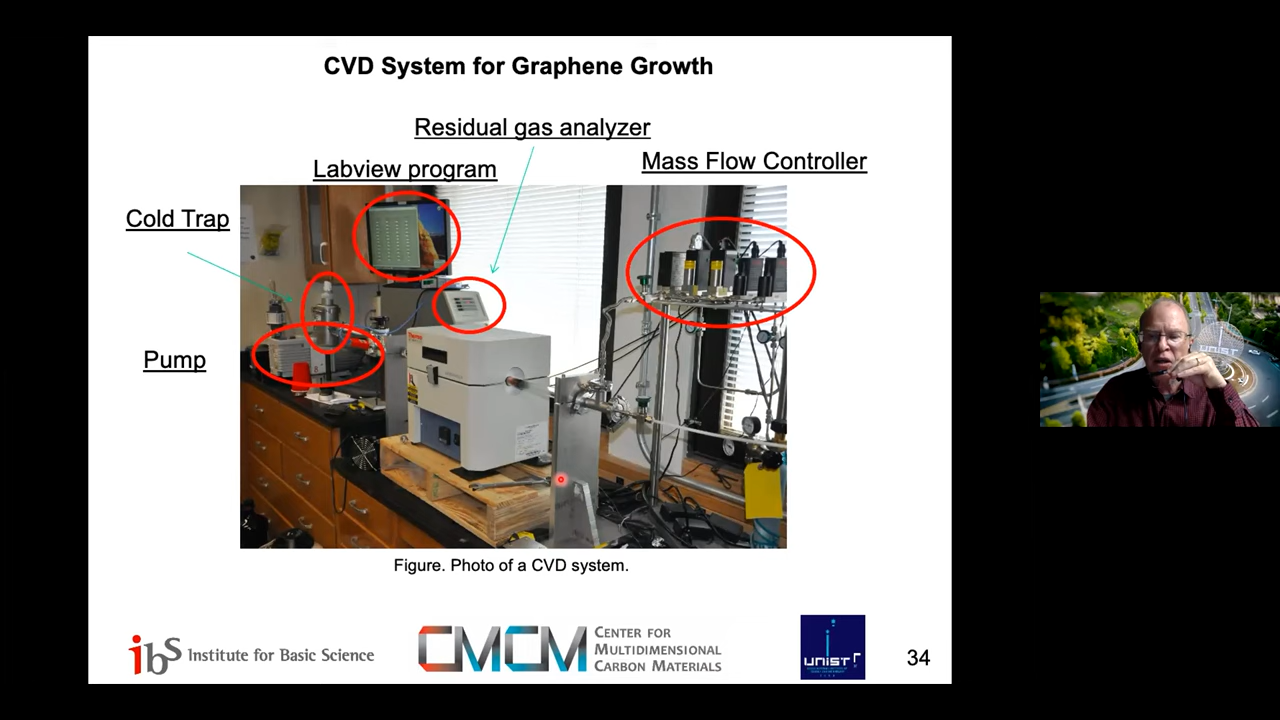 CVD System for Graphene Growth
Residual gas analyzer
Labview program
Mass Flow Controller
Cold Trap
Pump
Figure. Photo of a CVD system.
ibs Institute for Basic Science
CMCM
CENTER FOR
MULTIDIMENSIONAL
CARBON MATERIALS
UNIST
34
UNIST